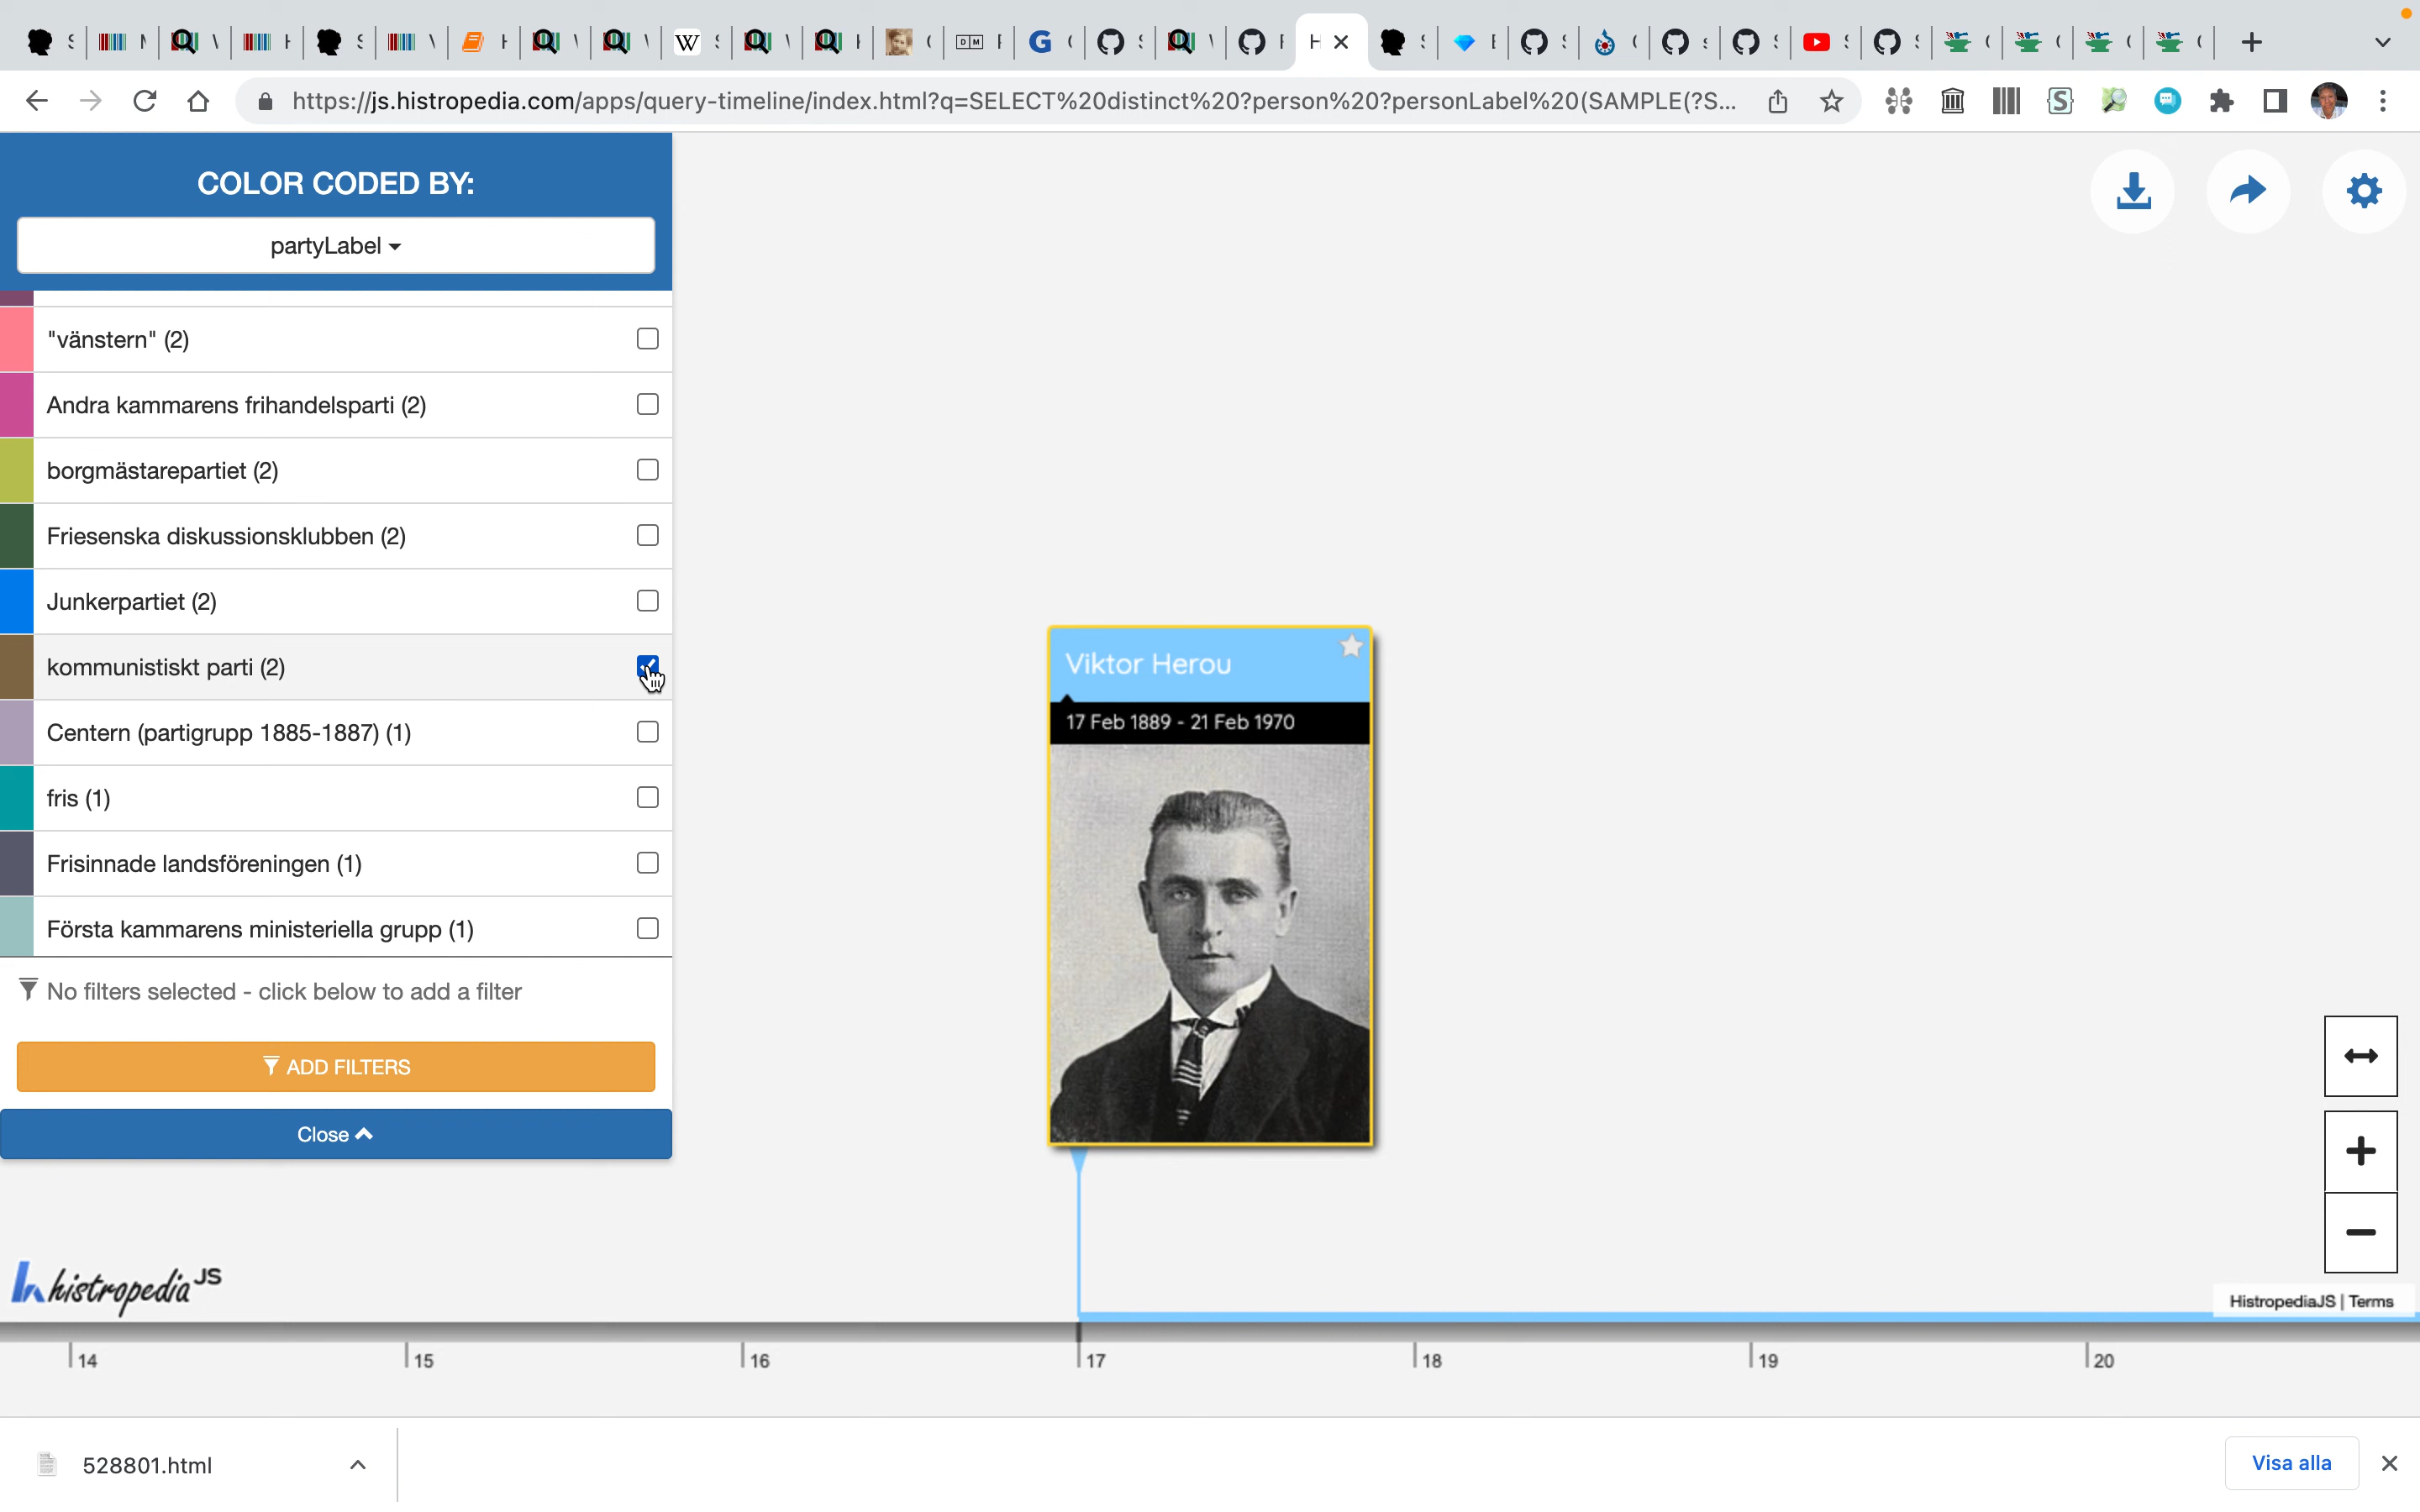 https://js.histropedia.com/apps/query-timeline/index.html?q=SELECT%20distinct%20?person%20?personLabel%20(SAMPLE(?S...
COLOR CODED BY:
partyLabel
"vänstern" (2)
Andra kammarens frihandelsparti (2)
borgmästarepartiet (2)
Friesenska diskussionsklubben (2)
Junkerpartiet (2)
kommunistiskt parti (2)
Centern (partigrupp 1885-1887) (1)
fris (1)
Frisinnade landsföreningen (1)
Första kammarens ministeriella grupp (1)
No filters selected - click below to add a filter
ADD FILTERS
Close
Viktor Herou
17 Feb 1889 - 21 Feb 1970
histropedia JS
HistropediaJS | Terms
14 15 16 17 18 19 20
528801.html
Visa alla